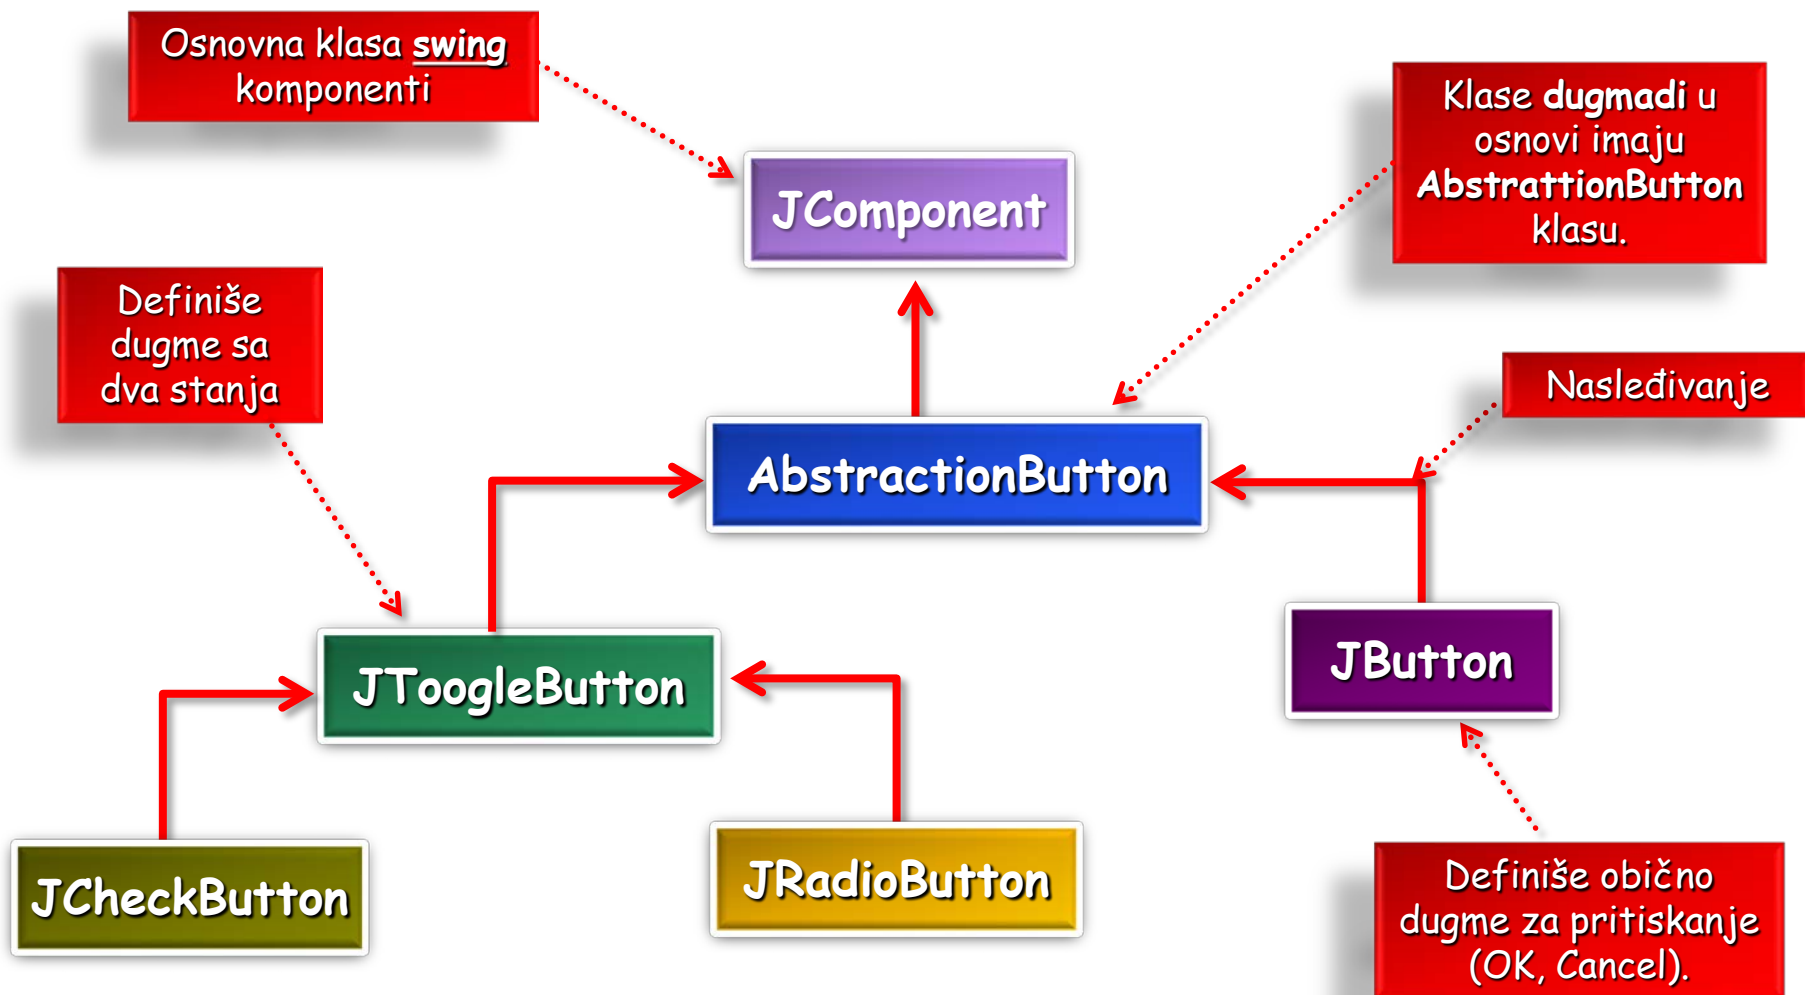 Osnovna klasa swing
komponenti
Klase dugmadi u
osnovi imaju
AbstrattionButton
klasu.
JComponent
Definiše
dugme sa
dva stanja
Nasleđivanje
AbstractionButton
JToogleButton
JButton
JCheckButton
JRadioButton
Definiše obično
dugme za pritiskanje
(OK, Cancel).